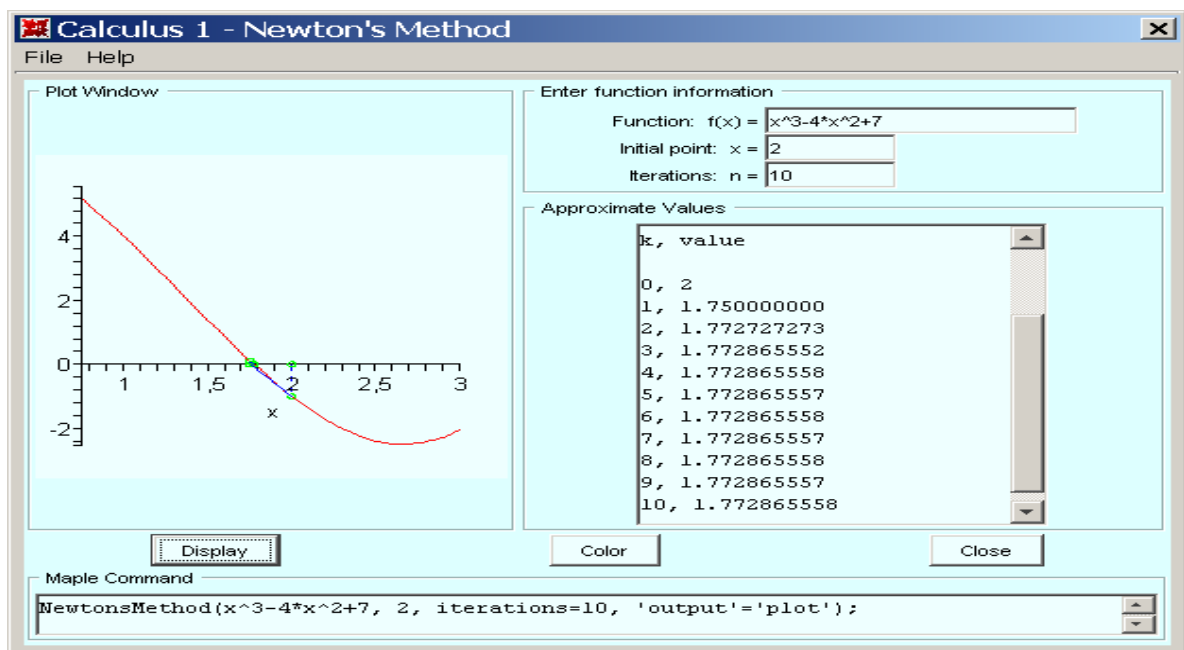 Calculus 1 - Newton's Method
File Help
Plot Window
4
2
0
-2
1 1,5 2 2,5 3
x
Enter function information
Function: f(x) = x^3-4*x^2+7
Initial point: x = 2
Iterations: n = 10
Approximate Values
k, value
0, 2
1, 1.750000000
2, 1.772727273
3, 1.772865552
4, 1.772865558
5, 1.772865557
6, 1.772865558
7, 1.772865557
8, 1.772865558
9, 1.772865557
10, 1.772865558
Display Color Close
Maple Command
NewtonsMethod(x^3-4*x^2+7, 2, iterations=10, 'output'='plot');